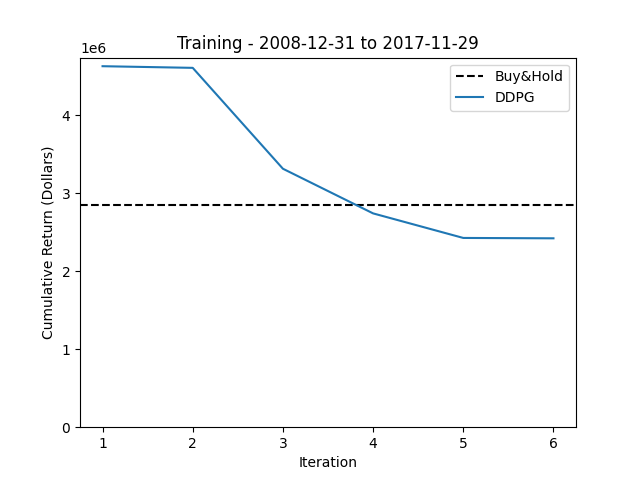 Training - 2008-12-31 to 2017-11-29
1e6
Buy&Hold
DDPG
Cumulative Return (Dollars)
4
3
2
1
0
1 2 3 4 5 6
Iteration